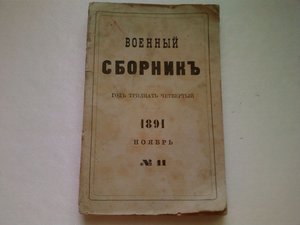 ВОЕННЫЙ
СБОРНИКЪ
ГОДЪ ТРИДЦАТЬ ЧЕТВЕРТЫЙ
1891
НОЯБРЬ
№ 11